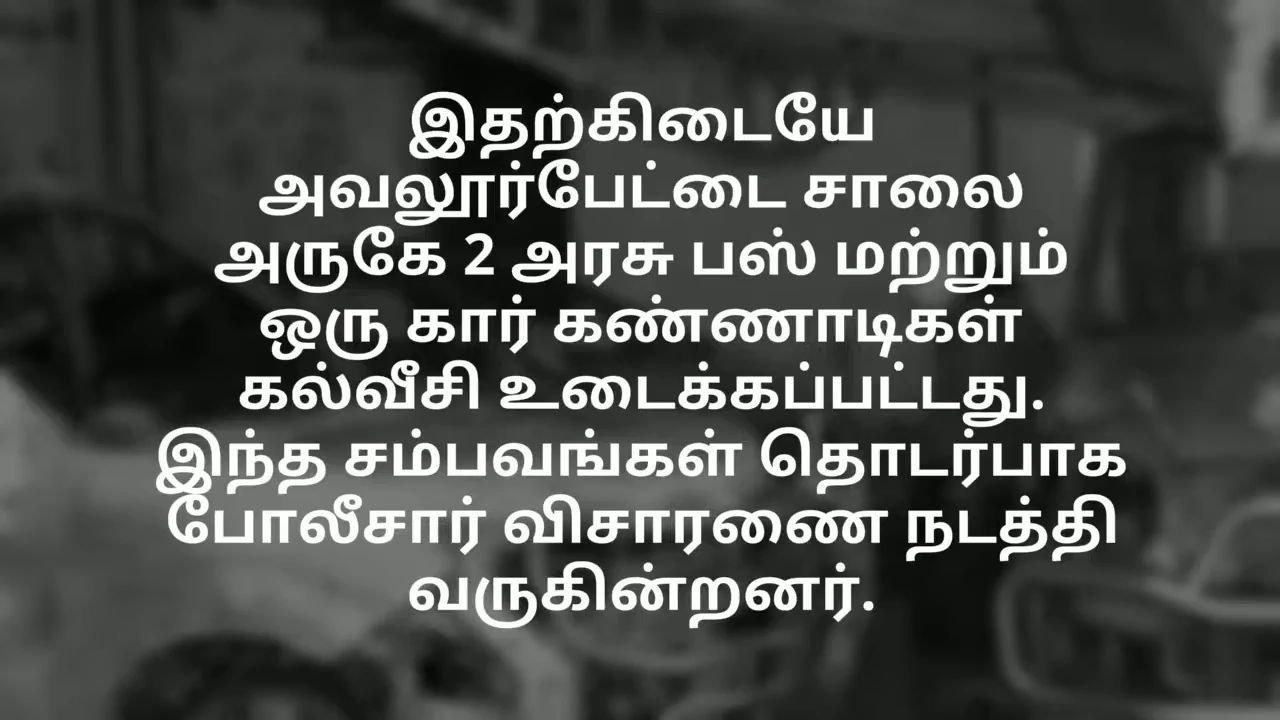 இதற்கிடையே
அவலூர்பேட்டை சாலை
அருகே 2 அரசு பஸ் மற்றும்
ஒரு கார் கண்ணாடிகள்
கல்வீசி உடைக்கப்பட்டது.
இந்த சம்பவங்கள் தொடர்பாக
போலீசார் விசாரணை நடத்தி
வருகின்றனர்.